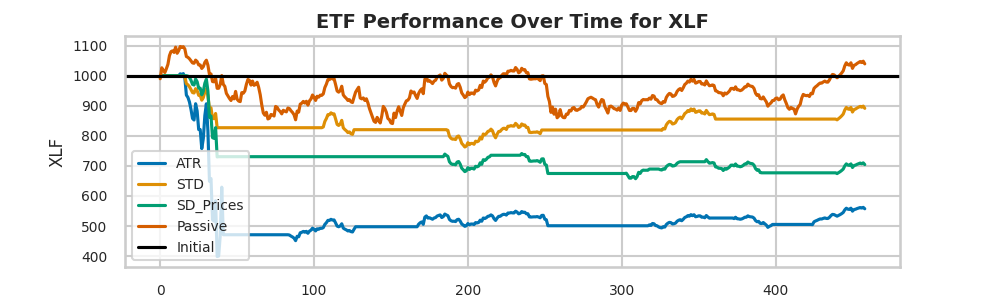 ETF Performance Over Time for XLF
1100
1000
900
800
700
600
500
400
XLF
ATR
STD
SD_Prices
Passive
Initial
0
100
200
300
400